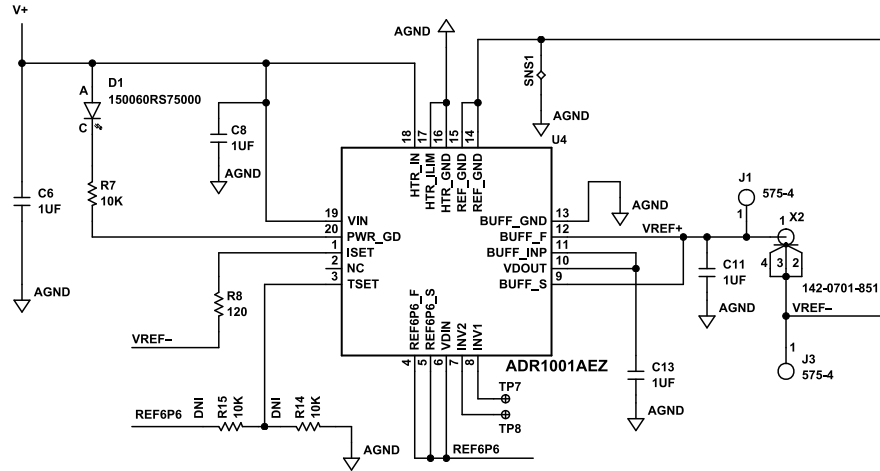 V+
AGND
D1
150060RS75000
A
C
SNS1
AGND
C8
1UF
AGND
C6
1UF
AGND
R7
10K
18
17
16
15
14
U4
HTR_IN
HTR_ILIM
HTR_GND
REF_GND
REF_GND
19 VIN
20 PWR_GD
1 ISET
2 NC
3 TSET
BUFF_GND 13
BUFF_F 12
BUFF_INP 11
VDOUT 10
BUFF_S 9
AGND
VREF+
J1
575-4
1
1
X2
4 3 2
142-0701-851
C11
1UF
AGND
VREF–
1
J3
575-4
R8
120
VREF–
REF6P6_F
REF6P6_S
VDIN
INV2
INV1
4
5
6
7
8
ADR1001AEZ
C13
1UF
AGND
TP7
TP8
REF6P6
REF6P6
DNI
R15
10K
DNI
R14
10K
AGND